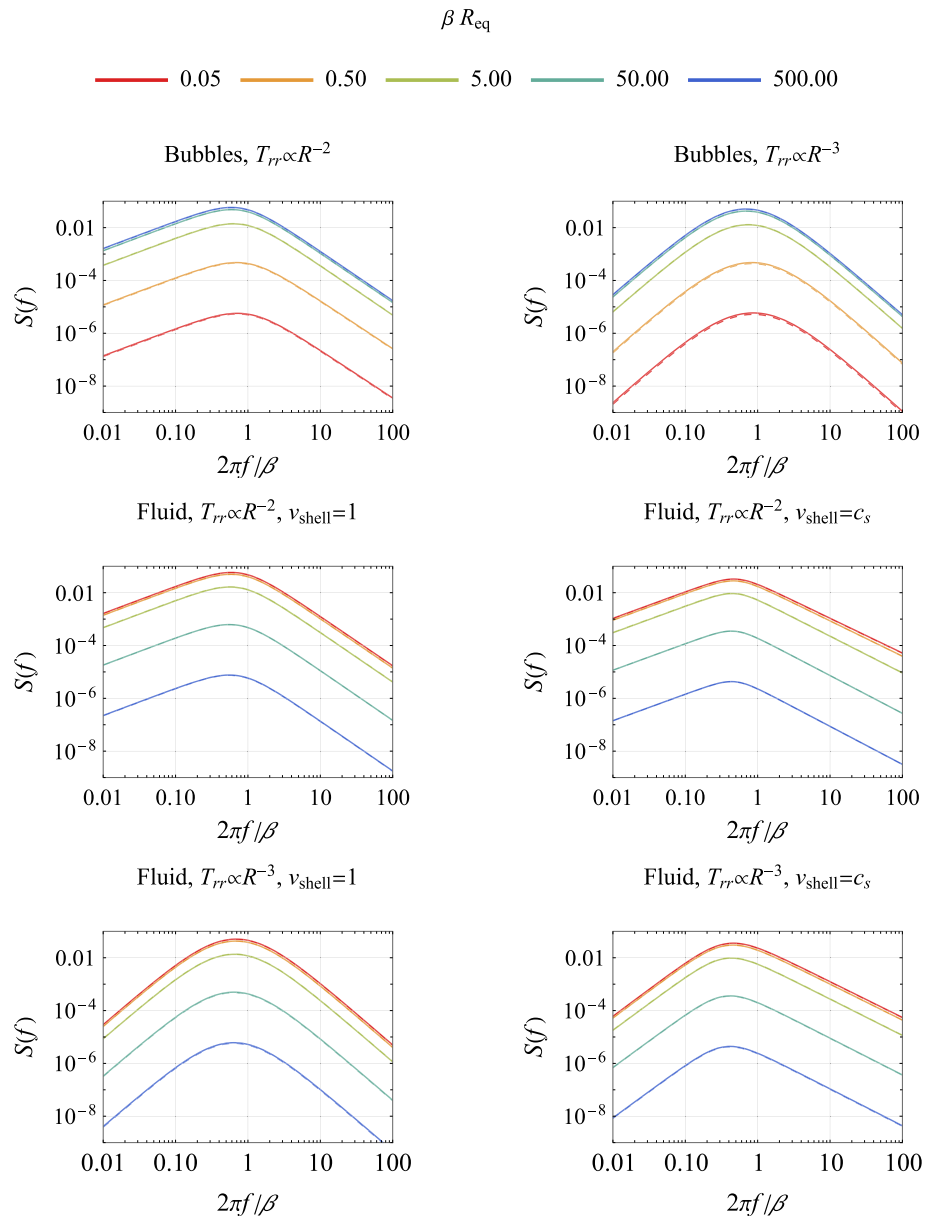 β R_eq
0.05 0.50 5.00 50.00 500.00
Bubbles, T_rr∝R^−2
S(f)
0.01
10^−4
10^−6
10^−8
0.01 0.10 1 10 100
2πf/β
Bubbles, T_rr∝R^−3
S(f)
0.01
10^−4
10^−6
10^−8
0.01 0.10 1 10 100
2πf/β
Fluid, T_rr∝R^−2, v_shell=1
S(f)
0.01
10^−4
10^−6
10^−8
0.01 0.10 1 10 100
2πf/β
Fluid, T_rr∝R^−2, v_shell=c_s
S(f)
0.01
10^−4
10^−6
10^−8
0.01 0.10 1 10 100
2πf/β
Fluid, T_rr∝R^−3, v_shell=1
S(f)
0.01
10^−4
10^−6
10^−8
0.01 0.10 1 10 100
2πf/β
Fluid, T_rr∝R^−3, v_shell=c_s
S(f)
0.01
10^−4
10^−6
10^−8
0.01 0.10 1 10 100
2πf/β